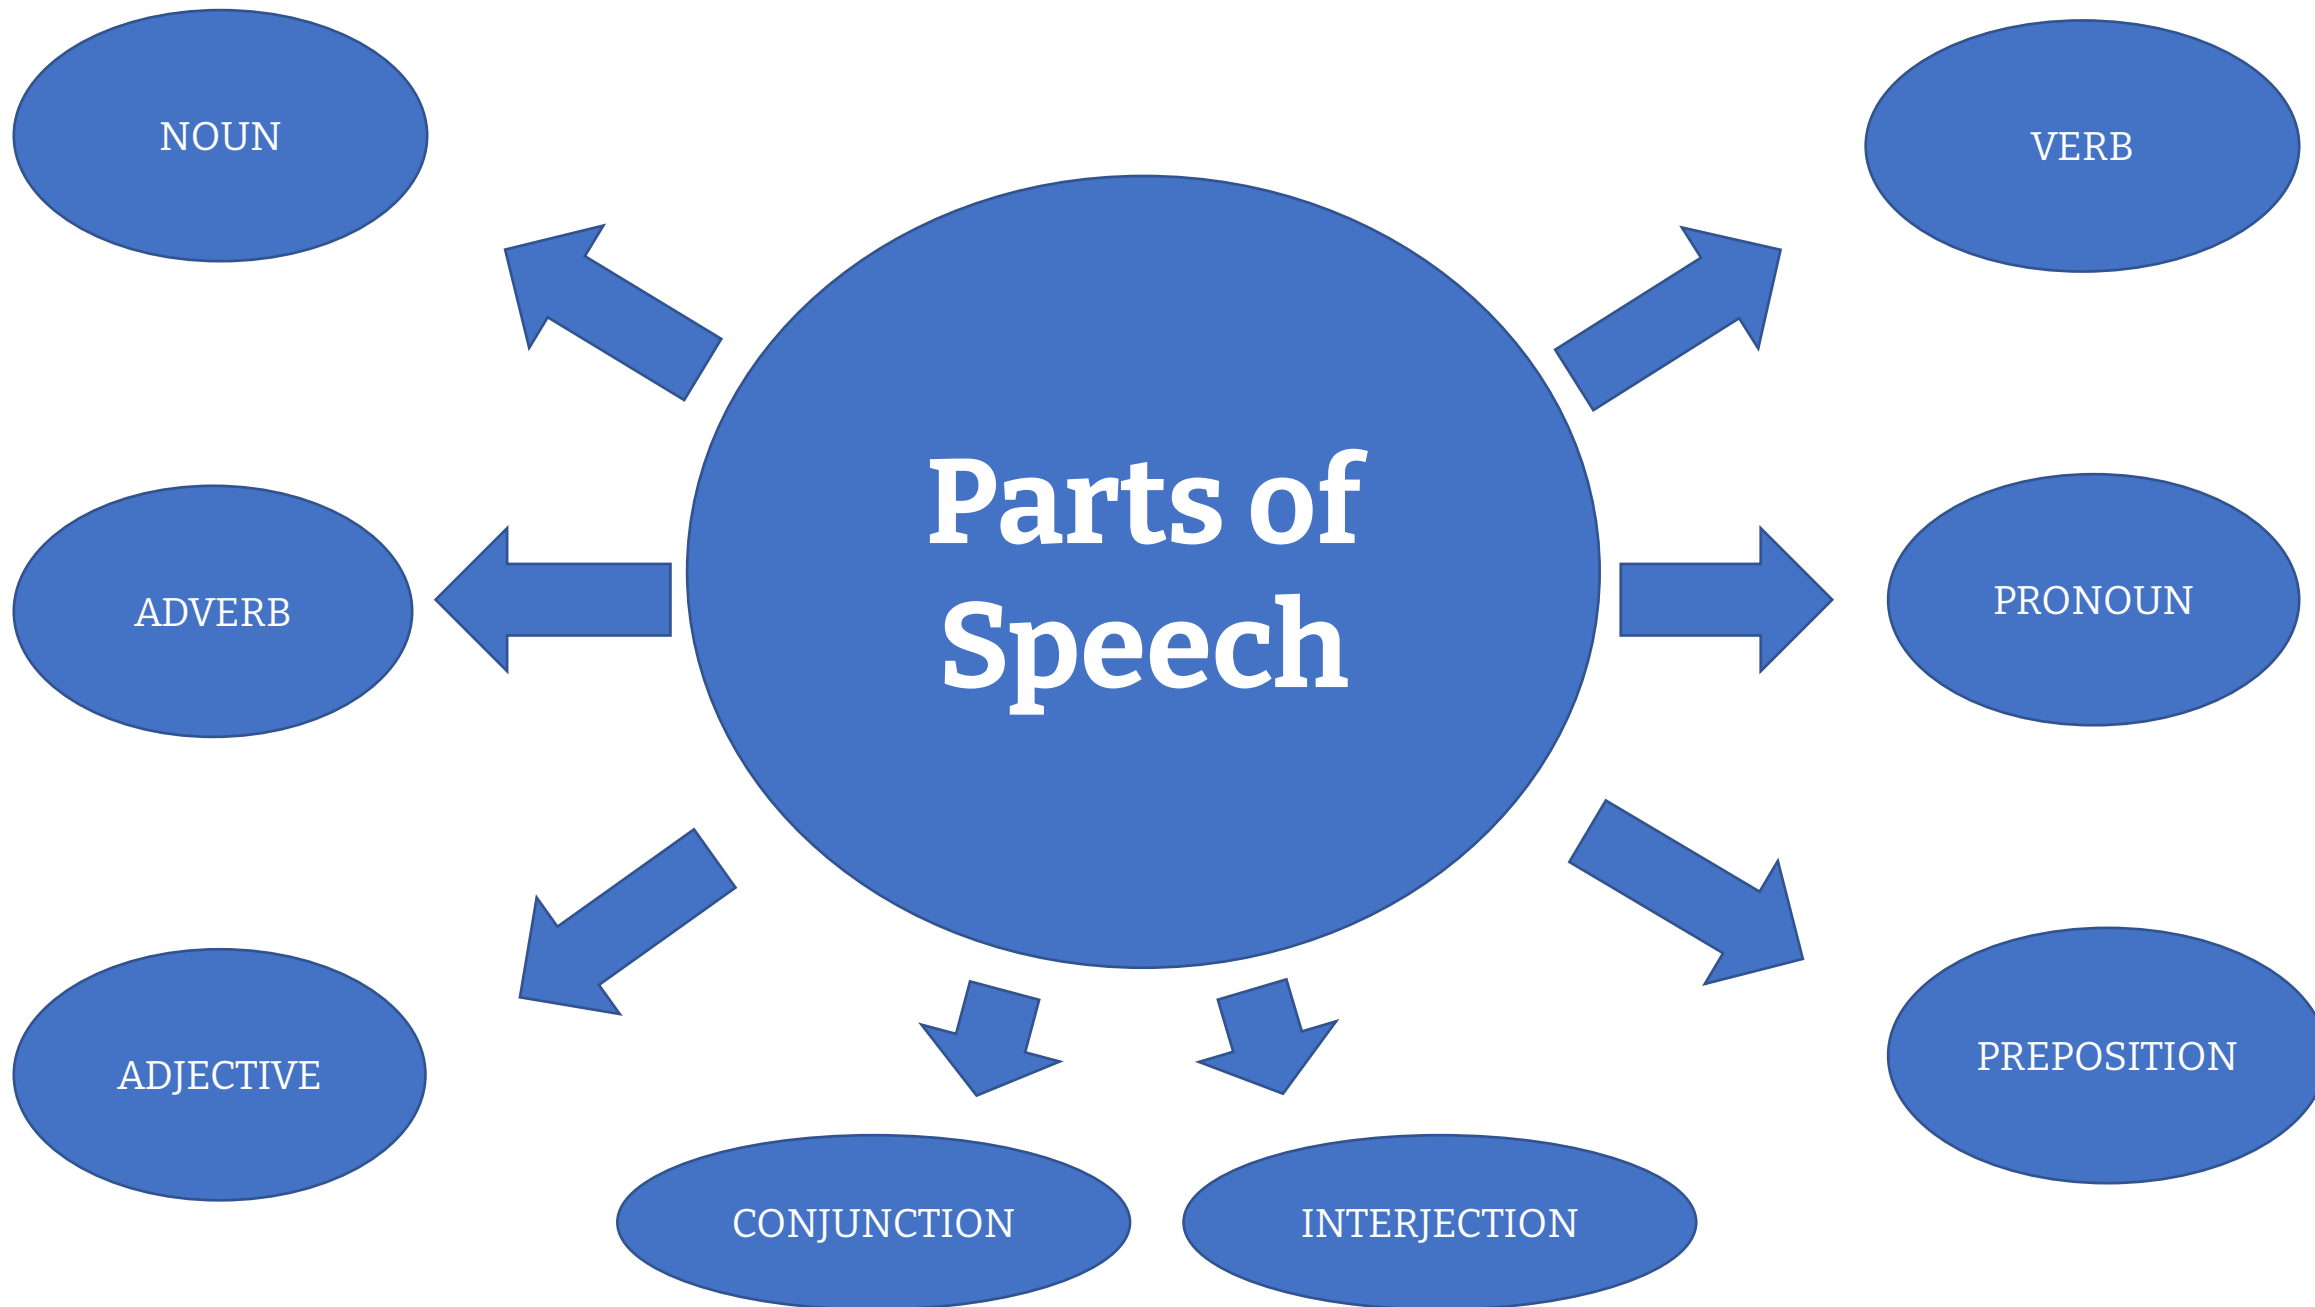 NOUN
VERB
Parts of
Speech
ADVERB
PRONOUN
ADJECTIVE
PREPOSITION
CONJUNCTION
INTERJECTION